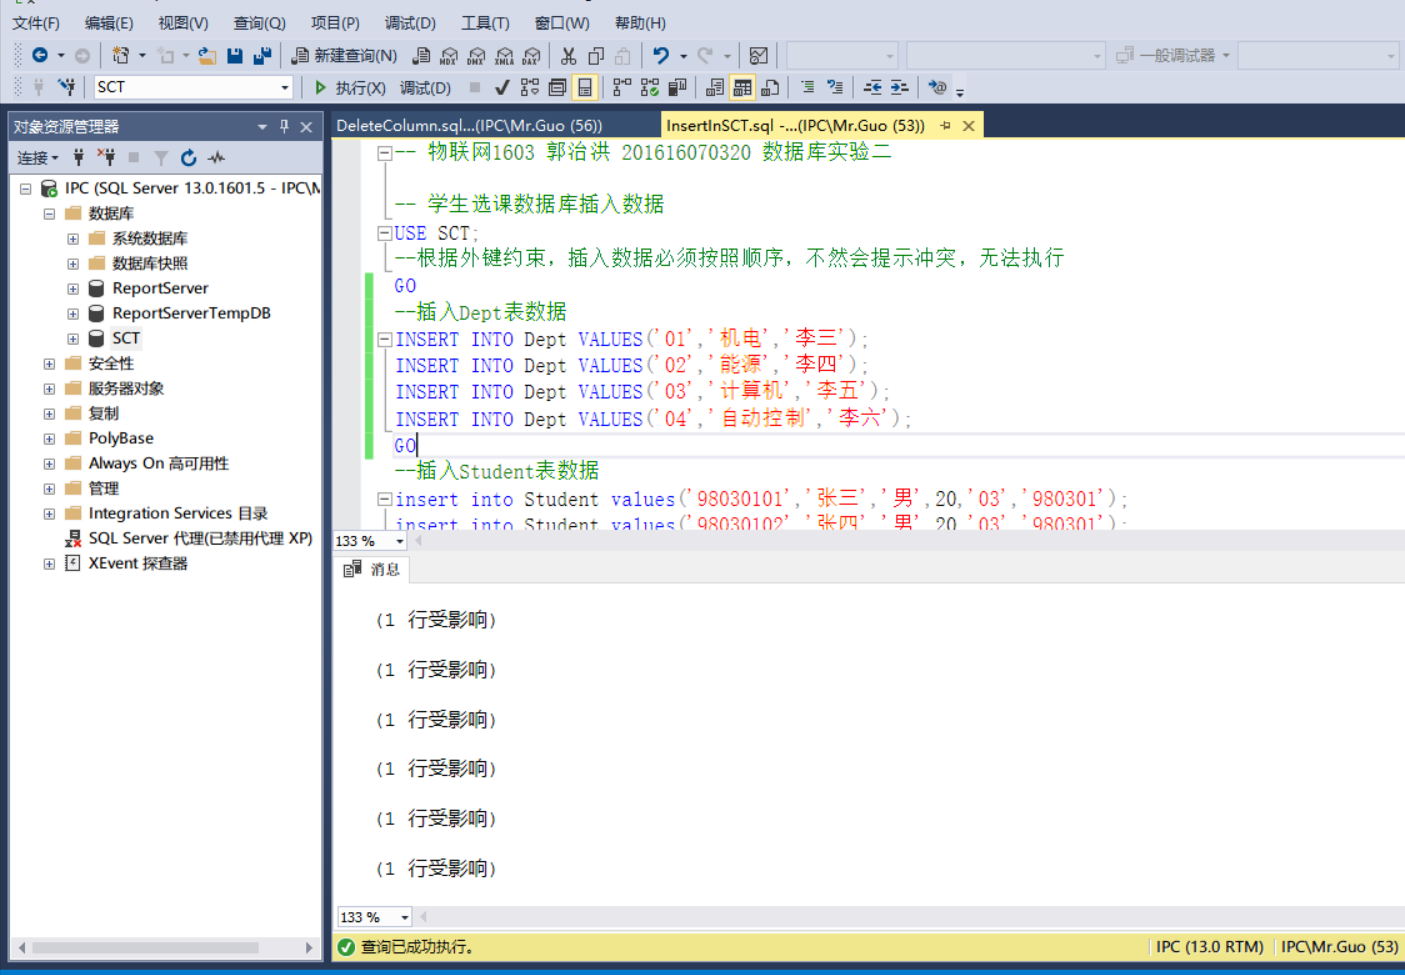 文件(F) 编辑(E) 视图(V) 查询(Q) 项目(P) 调试(D) 工具(T) 窗口(W) 帮助(H)
新建查询(N) MDX DMX XMLA DAX 一般调试器
SCT 执行(X) 调试(D)
对象资源管理器
连接
IPC (SQL Server 13.0.1601.5 - IPC\M
数据库
系统数据库
数据库快照
ReportServer
ReportServerTempDB
SCT
安全性
服务器对象
复制
PolyBase
Always On 高可用性
管理
Integration Services 目录
SQL Server 代理(已禁用代理 XP)
XEvent 探查器
DeleteColumn.sql...(IPC\Mr.Guo (56)) InsertInSCT.sql -...(IPC\Mr.Guo (53))
-- 物联网1603 郭治洪 201616070320 数据库实验二
-- 学生选课数据库插入数据
USE SCT;
--根据外键约束，插入数据必须按照顺序，不然会提示冲突，无法执行
GO
--插入Dept表数据
INSERT INTO Dept VALUES('01','机电','李三');
INSERT INTO Dept VALUES('02','能源','李四');
INSERT INTO Dept VALUES('03','计算机','李五');
INSERT INTO Dept VALUES('04','自动控制','李六');
GO
--插入Student表数据
insert into Student values('98030101','张三','男',20,'03','980301');
insert into Student values('98030102','张四','男',20,'03','980301');
133 %
消息
(1 行受影响)
(1 行受影响)
(1 行受影响)
(1 行受影响)
(1 行受影响)
(1 行受影响)
133 %
查询已成功执行。 IPC (13.0 RTM) IPC\Mr.Guo (53)